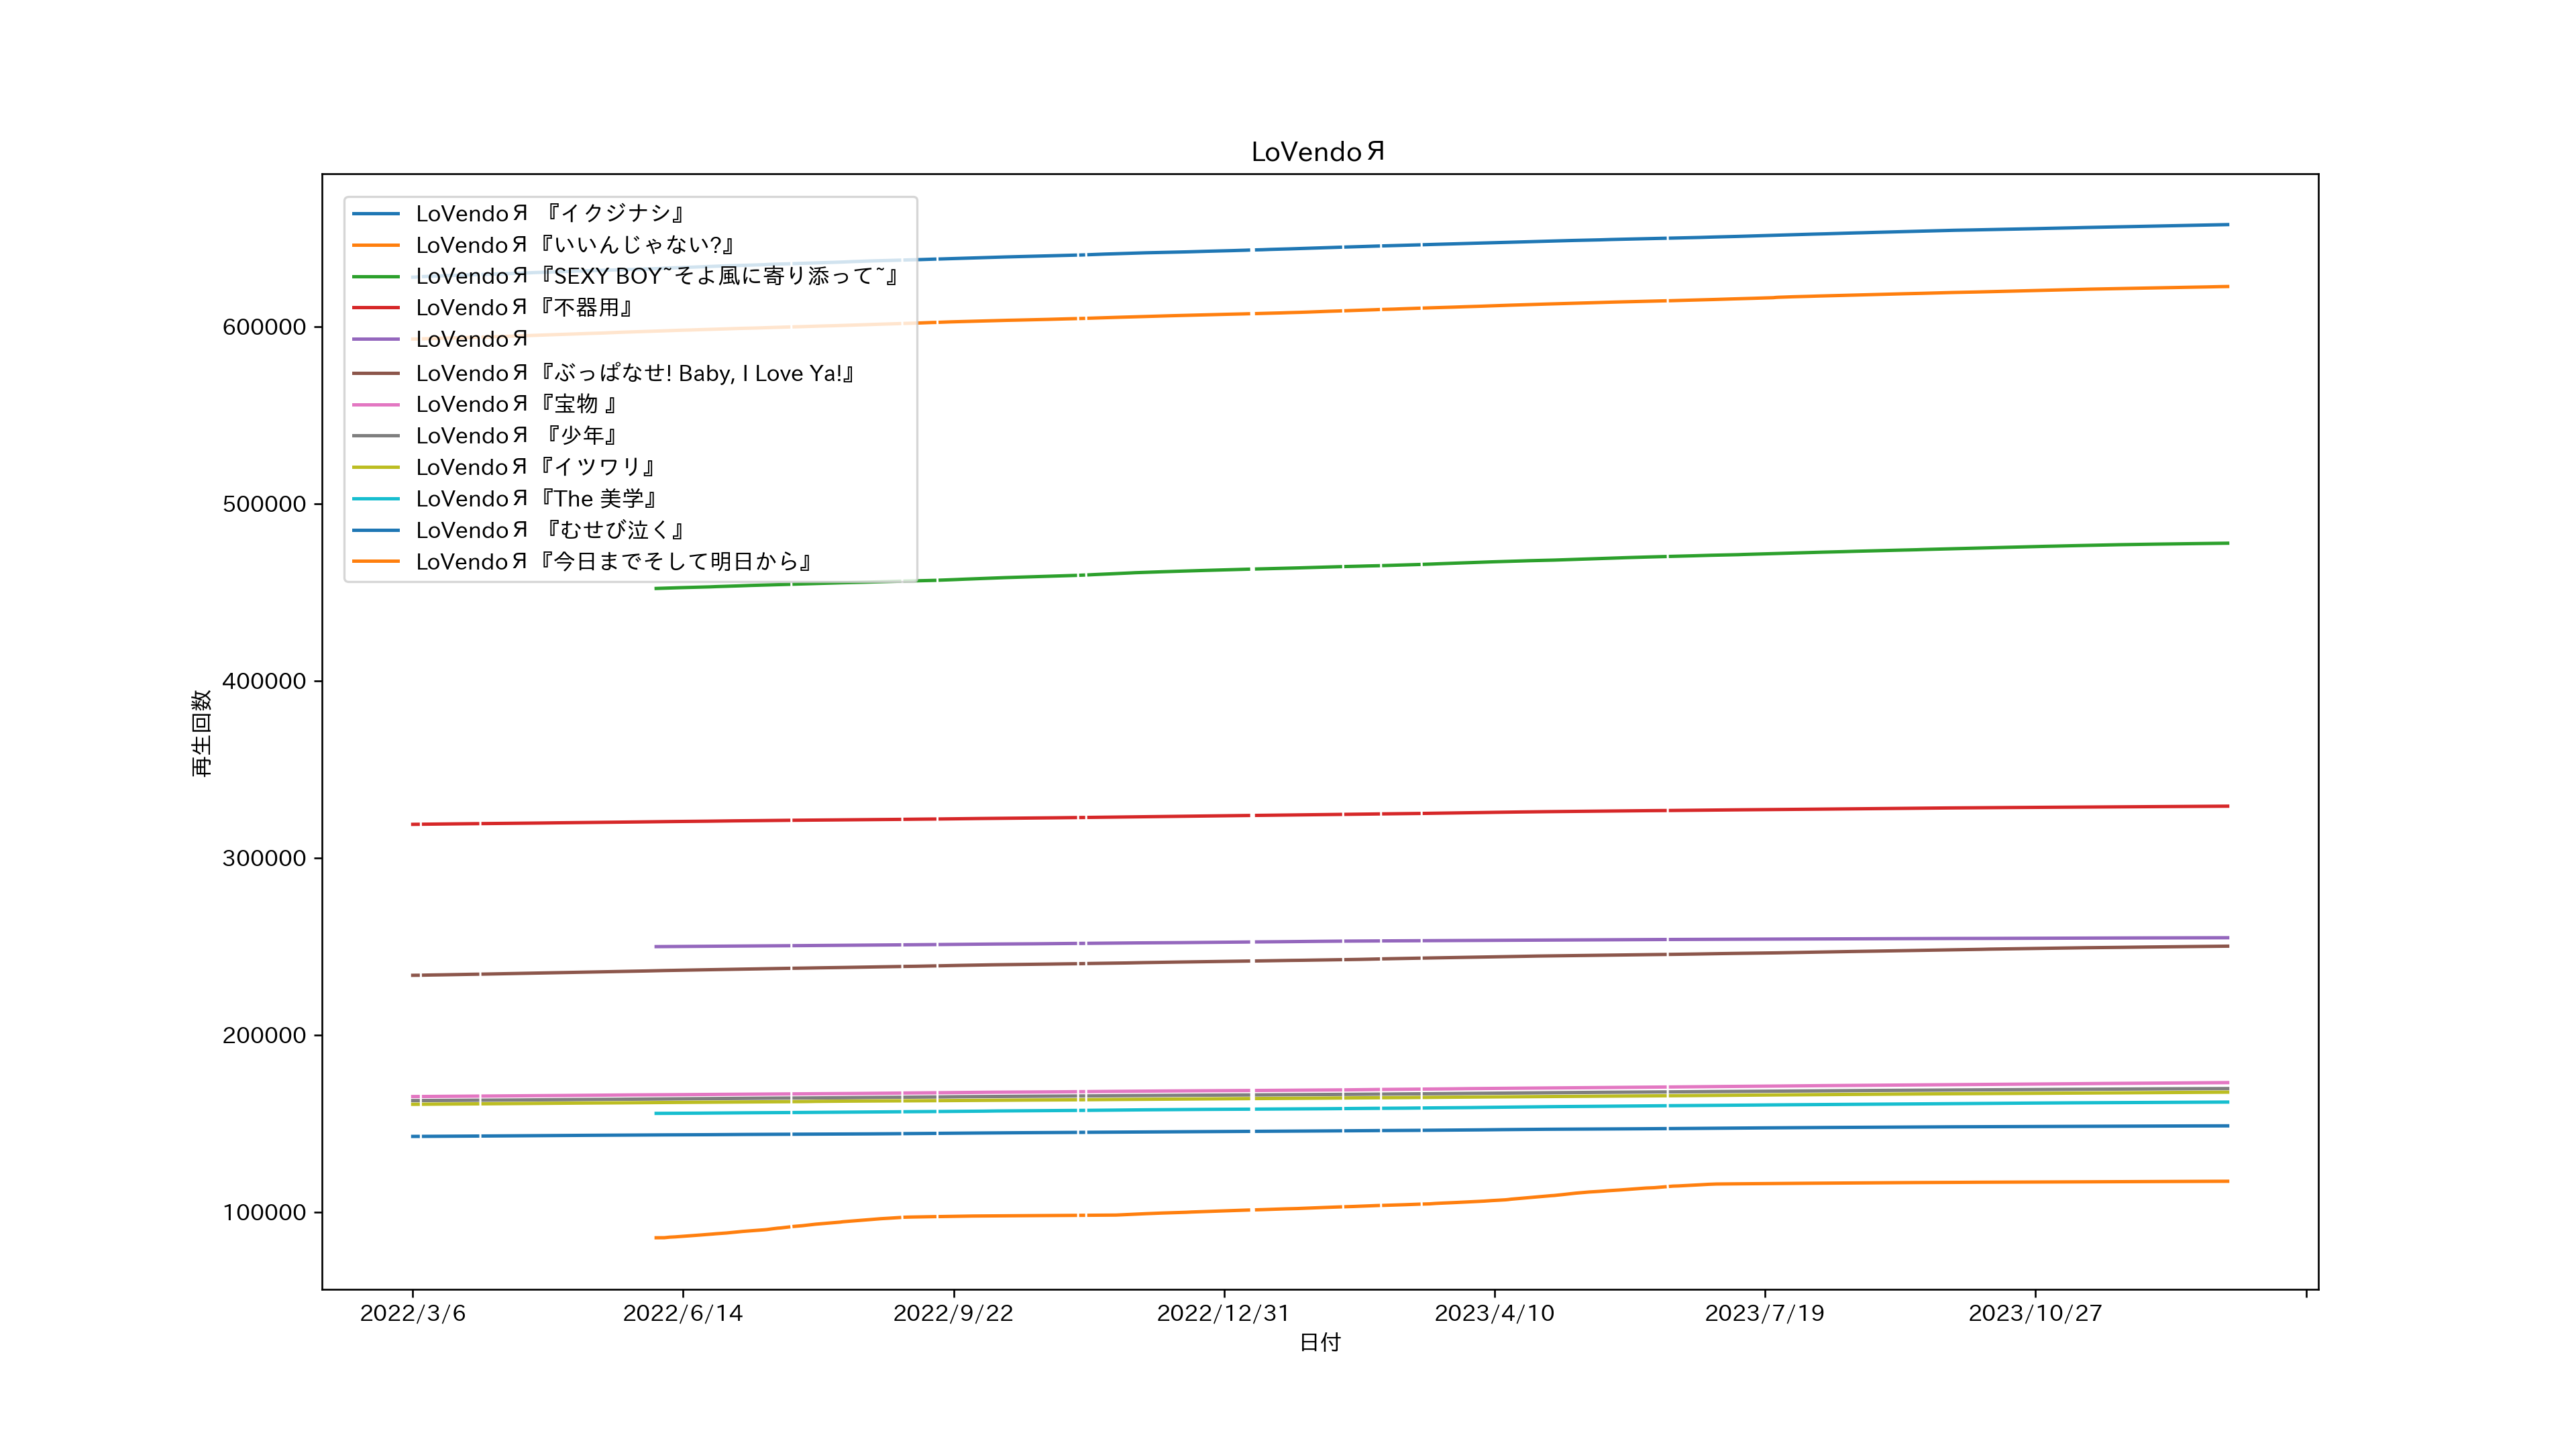 LoVendoЯ
LoVendoЯ 『イクジナシ』
LoVendoЯ『いいんじゃない?』
LoVendoЯ『SEXY BOY~そよ風に寄り添って~』
LoVendoЯ『不器用』
LoVendoЯ
LoVendoЯ『ぶっぱなせ! Baby, I Love Ya!』
LoVendoЯ『宝物 』
LoVendoЯ 『少年』
LoVendoЯ『イツワリ』
LoVendoЯ『The 美学』
LoVendoЯ 『むせび泣く』
LoVendoЯ『今日までそして明日から』
600000
500000
400000
300000
200000
100000
再生回数
2022/3/6 2022/6/14 2022/9/22 2022/12/31 2023/4/10 2023/7/19 2023/10/27
日付